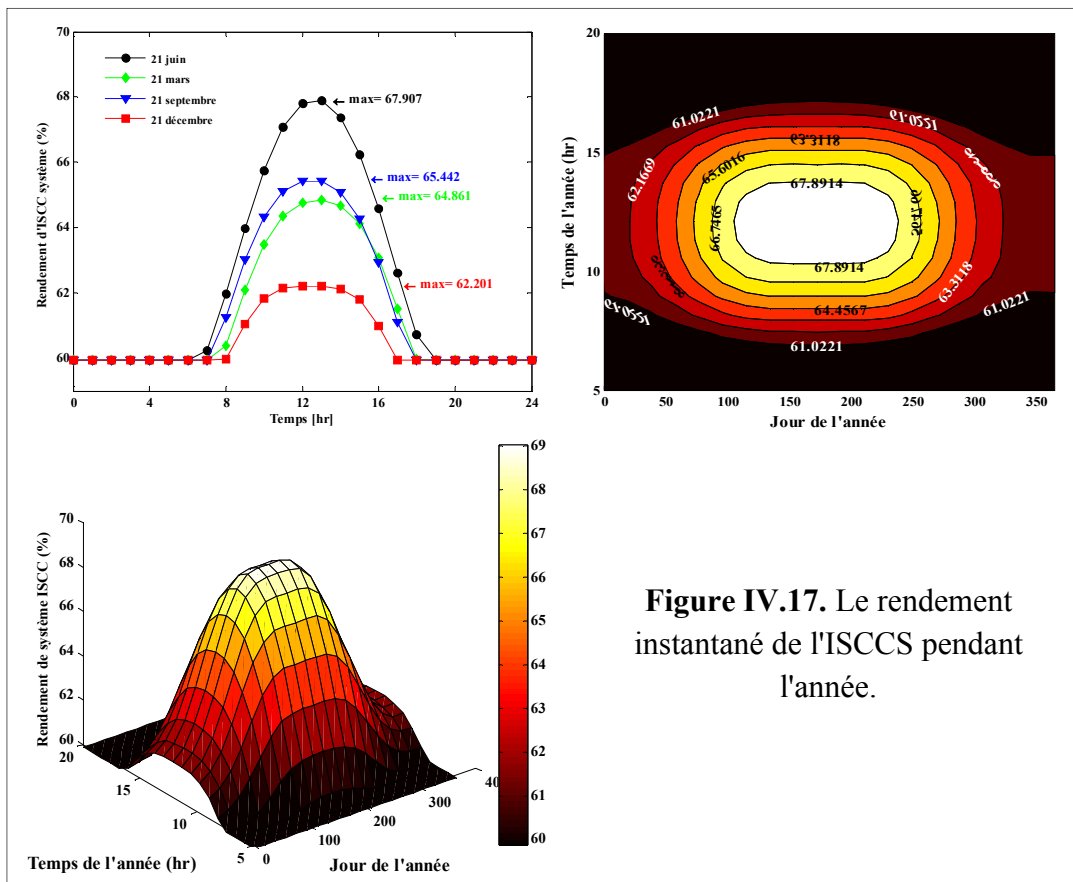 70
68
66
64
62
60
Rendement d'ISCC système (%)
21 juin
21 mars
21 septembre
21 décembre
max= 67.907
max= 65.442
max= 64.861
max= 62.201
0 4 8 12 16 20 24
Temps [hr]
20
15
10
5
Temps de l'année (hr)
61.0221
61.0221
62.1669
63.3118
65.6016
67.8914
66.7465
67.8914
63.3118
64.4567
61.0221
61.0221
61.0221
0 50 100 150 200 250 300 350
Jour de l'année
70
68
66
64
62
60
Rendement de système ISCC (%)
20
15
10
5
Temps de l'année (hr)
0
100
200
300
40
Jour de l'année
69
68
67
66
65
64
63
62
61
60
Figure IV.17. Le rendement
instantané de l'ISCCS pendant
l'année.